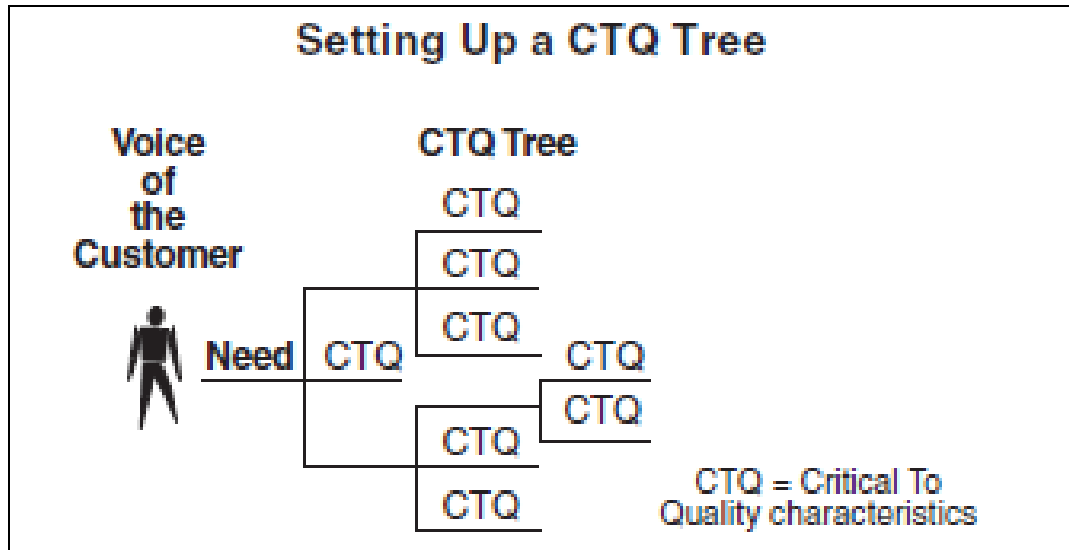 Setting Up a CTQ Tree
Voice
of
the
Customer
CTQ Tree
CTQ
CTQ
CTQ
Need
CTQ
CTQ
CTQ
CTQ
CTQ
CTQ = Critical To
Quality characteristics